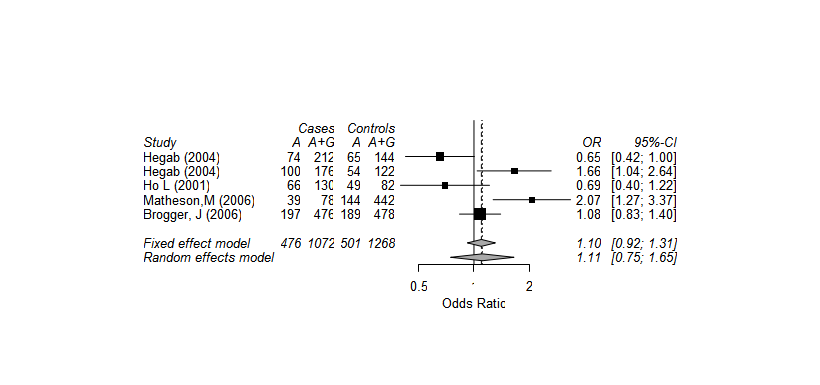 Cases Controls
Study A A+G A A+G OR 95%-CI
Hegab (2004) 74 212 65 144 0.65 [0.42; 1.00]
Hegab (2004) 100 176 54 122 1.66 [1.04; 2.64]
Ho L (2001) 66 130 49 82 0.69 [0.40; 1.22]
Matheson,M (2006) 39 78 144 442 2.07 [1.27; 3.37]
Brogger, J (2006) 197 476 189 478 1.08 [0.83; 1.40]
Fixed effect model 476 1072 501 1268 1.10 [0.92; 1.31]
Random effects model 1.11 [0.75; 1.65]
0.5 1 2
Odds Ratio